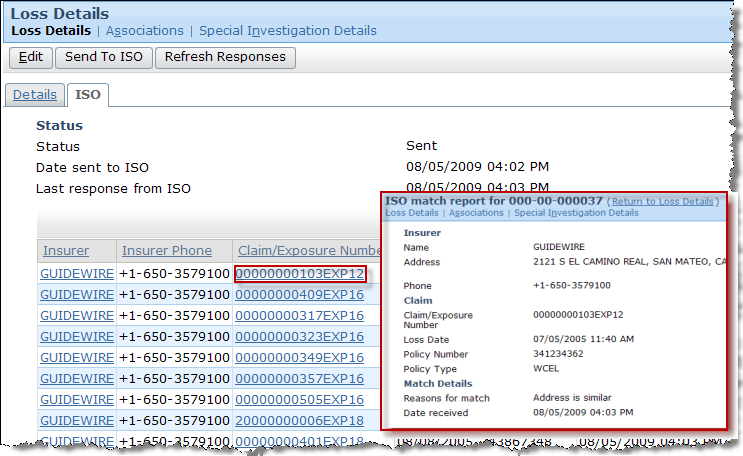 Loss Details
Loss Details | Associations | Special Investigation Details
Edit Send To ISO Refresh Responses
Details ISO
Status
Status Sent
Date sent to ISO 08/05/2009 04:02 PM
Last response from ISO 08/05/2009 04:03 PM
Insurer Insurer Phone Claim/Exposure Numbe
GUIDEWIRE +1-650-3579100 00000000103EXP12
GUIDEWIRE +1-650-3579100 00000000409EXP16
GUIDEWIRE +1-650-3579100 00000000317EXP16
GUIDEWIRE +1-650-3579100 00000000323EXP16
GUIDEWIRE +1-650-3579100 00000000349EXP16
GUIDEWIRE +1-650-3579100 00000000357EXP16
GUIDEWIRE +1-650-3579100 00000000505EXP16
GUIDEWIRE +1-650-3579100 20000000006EXP18
GUIDEWIRE +1-650-3579100 00000000401EXP18
ISO match report for 000-00-000037 (Return to Loss Details)
Loss Details | Associations | Special Investigation Details
Insurer
Name GUIDEWIRE
Address 2121 S EL CAMINO REAL, SAN MATEO, CA
Phone +1-650-3579100
Claim
Claim/Exposure 00000000103EXP12
Number
Loss Date 07/05/2005 11:40 AM
Policy Number 341234362
Policy Type WCEL
Match Details
Reasons for match Address is similar
Date received 08/05/2009 04:03 PM